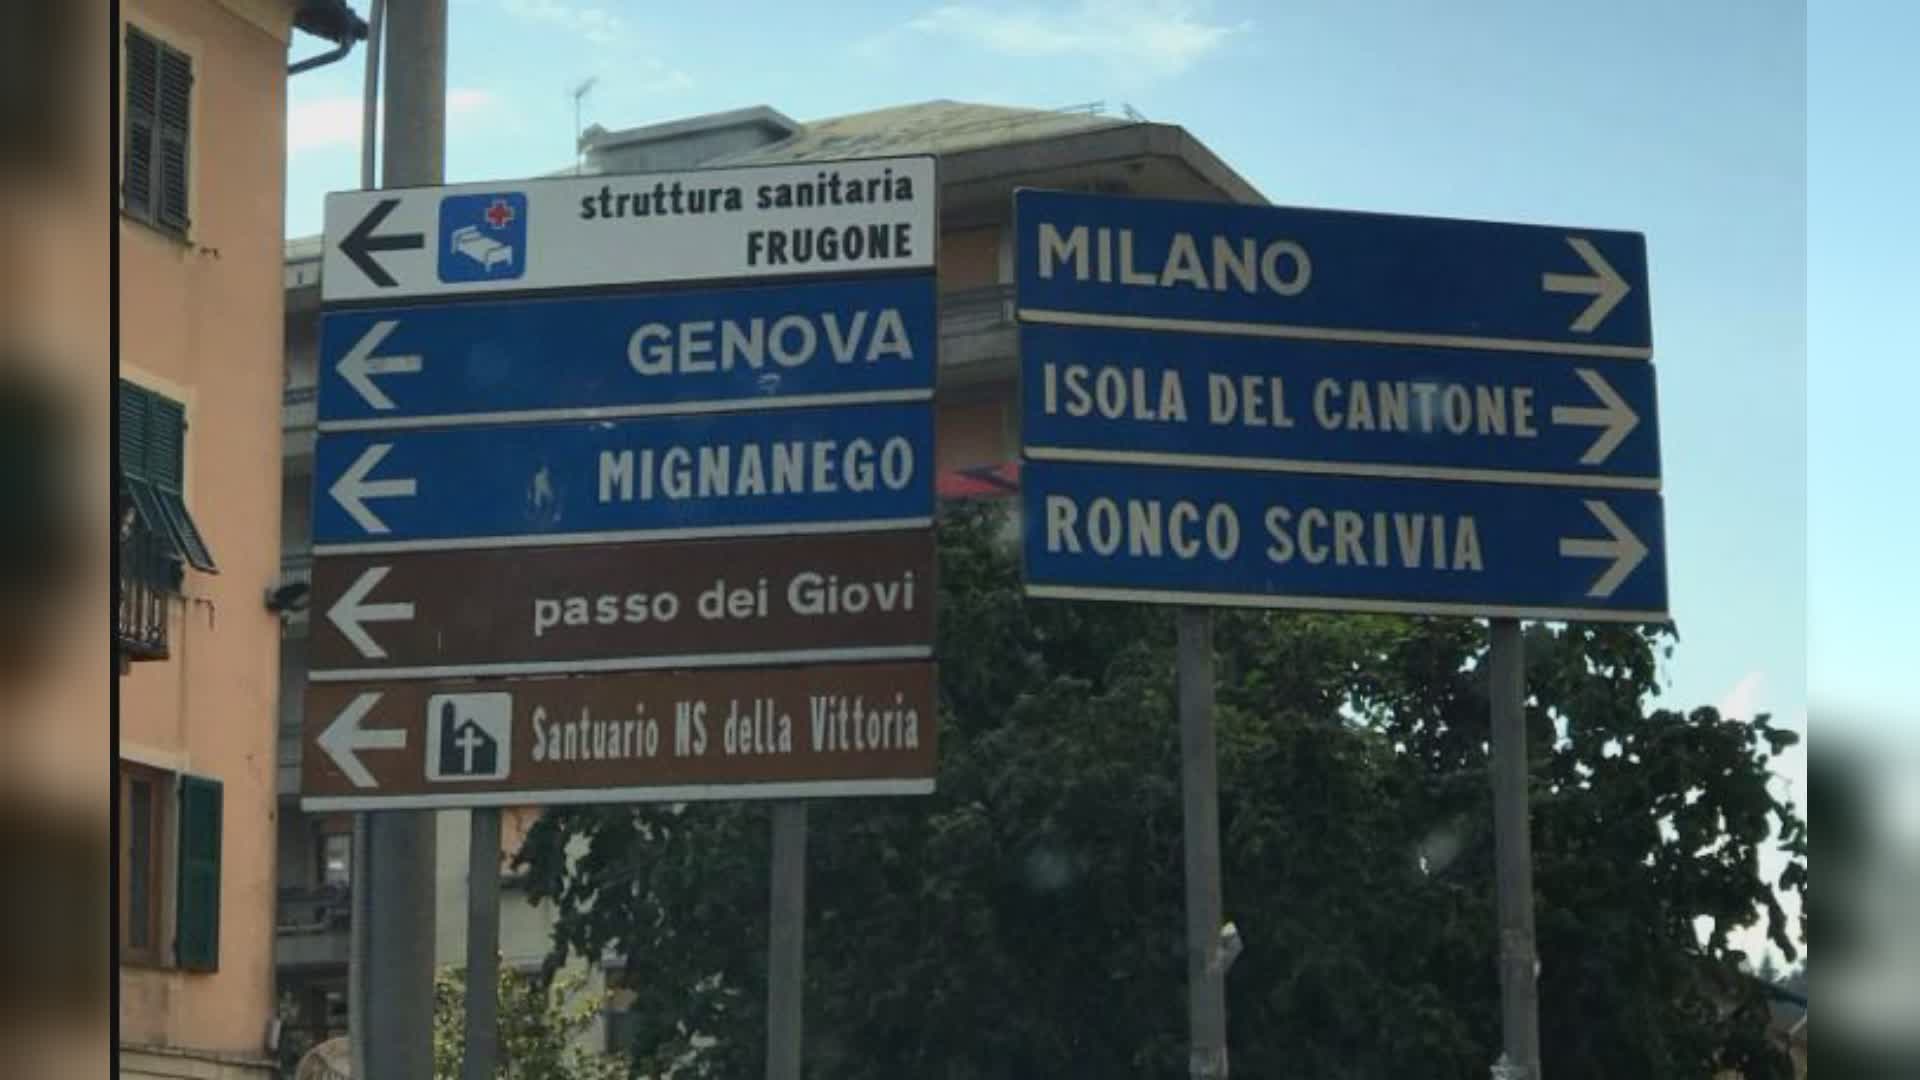 struttura sanitaria
FRUGONE
GENOVA
MIGNANEGO
passo dei Giovi
Santuario NS della Vittoria
MILANO
ISOLA DEL CANTONE
RONCO SCRIVIA